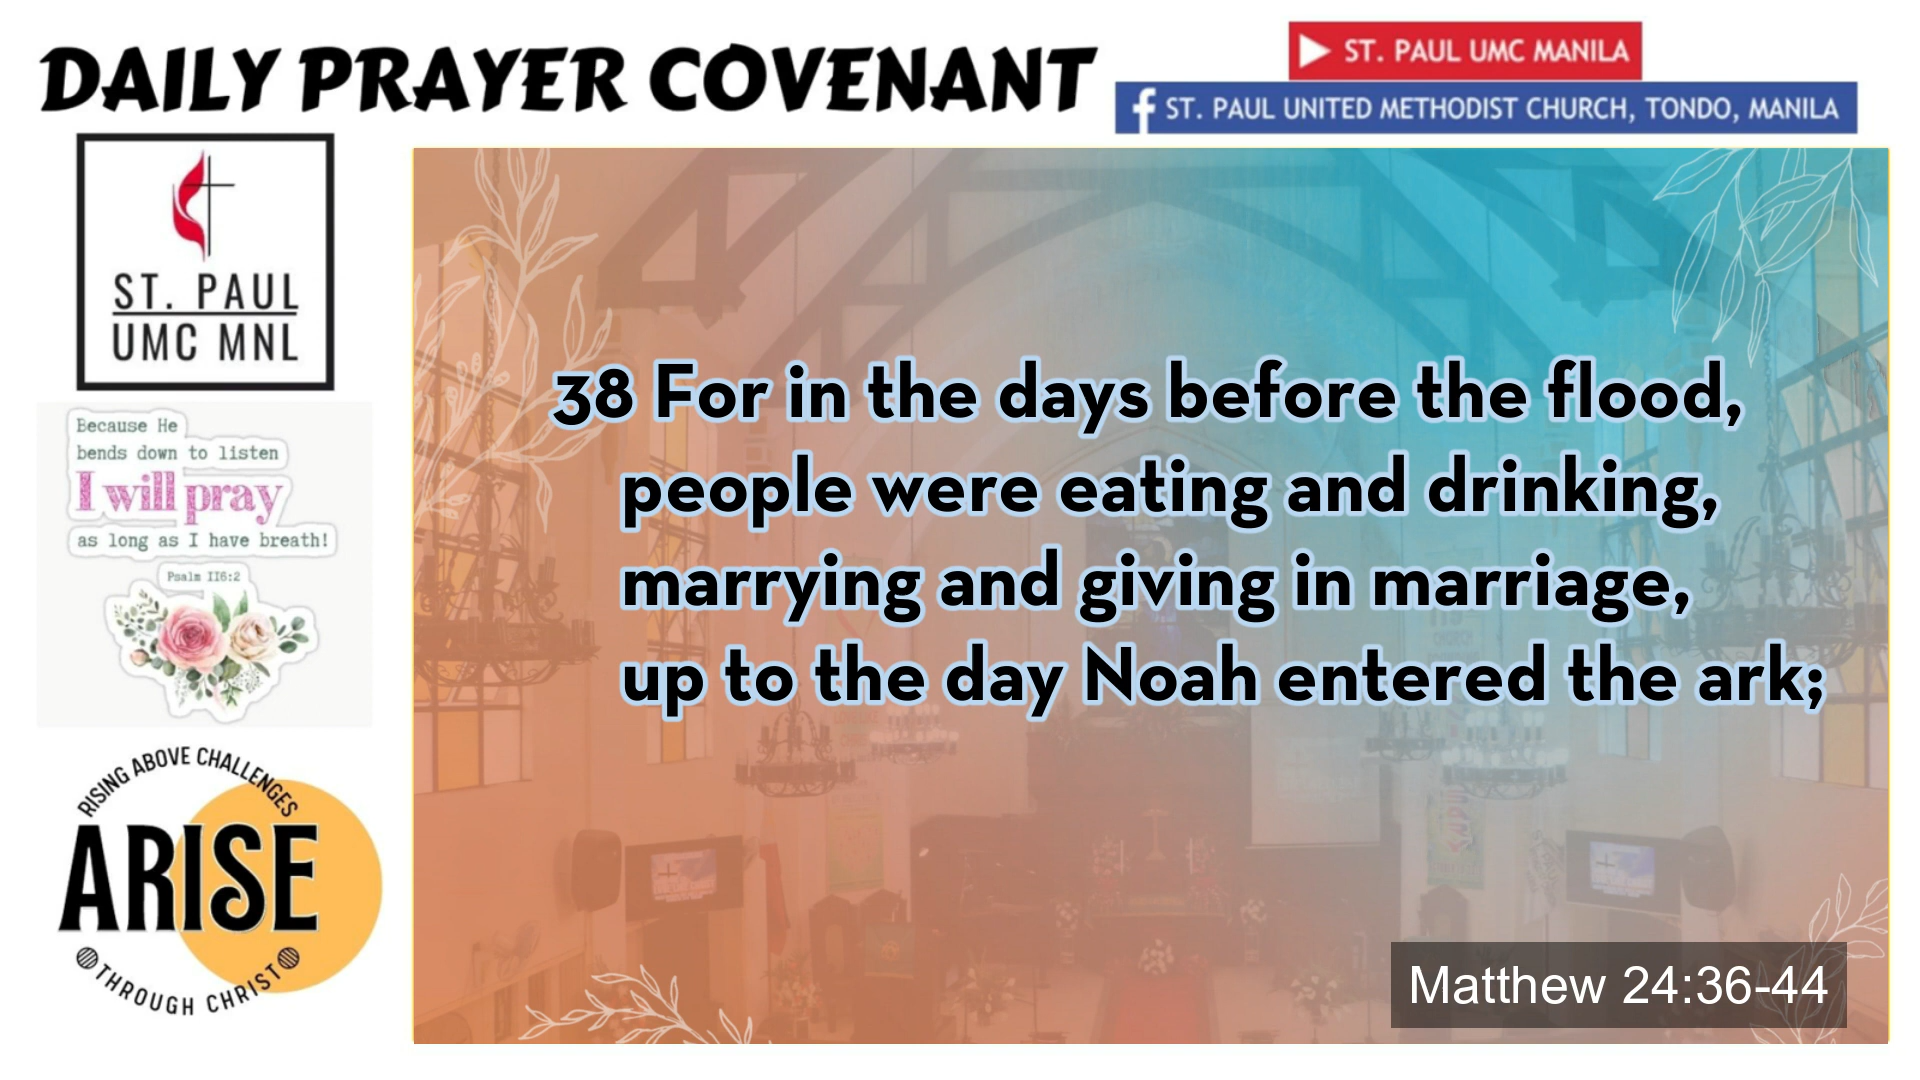 DAILY PRAYER COVENANT
ST. PAUL UMC MANILA
f ST. PAUL UNITED METHODIST CHURCH, TONDO, MANILA
ST. PAUL
UMC MNL
Because He
bends down to listen
I will pray
as long as I have breath!
Psalm 116:2
RISING ABOVE CHALLENGES
ARISE
THROUGH CHRIST
38 For in the days before the flood,
people were eating and drinking,
marrying and giving in marriage,
up to the day Noah entered the ark;
Matthew 24:36-44